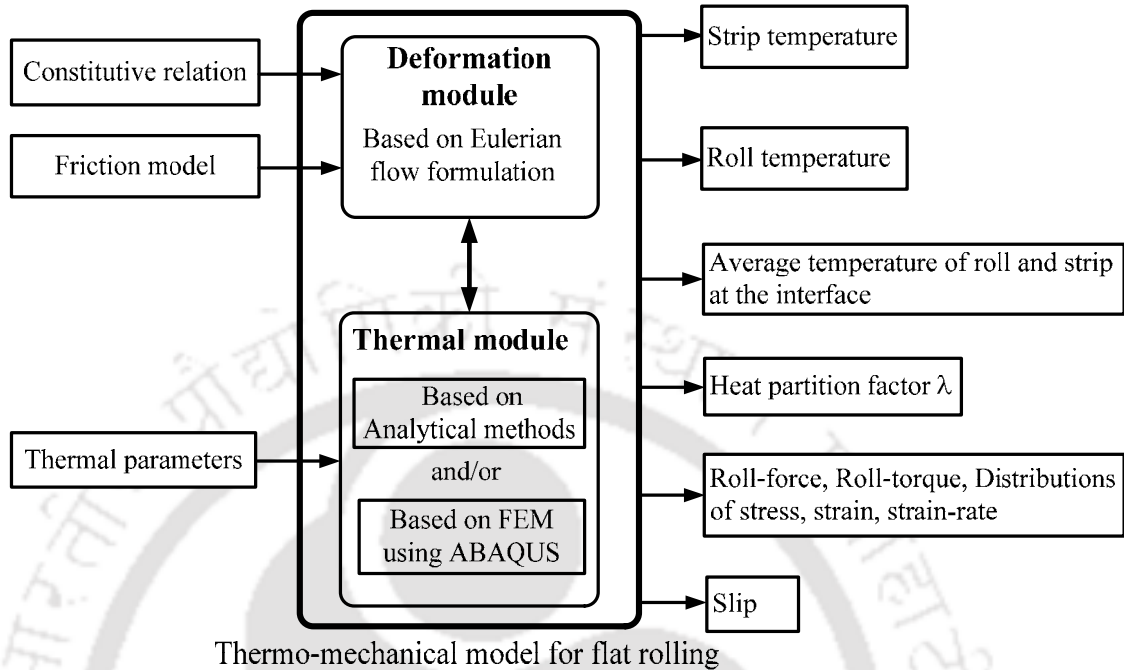 Constitutive relation
Friction model
Thermal parameters
Deformation
module
Based on Eulerian
flow formulation
Thermal module
Based on
Analytical methods
and/or
Based on FEM
using ABAQUS
Strip temperature
Roll temperature
Average temperature of roll and strip
at the interface
Heat partition factor λ
Roll-force, Roll-torque, Distributions
of stress, strain, strain-rate
Slip
Thermo-mechanical model for flat rolling